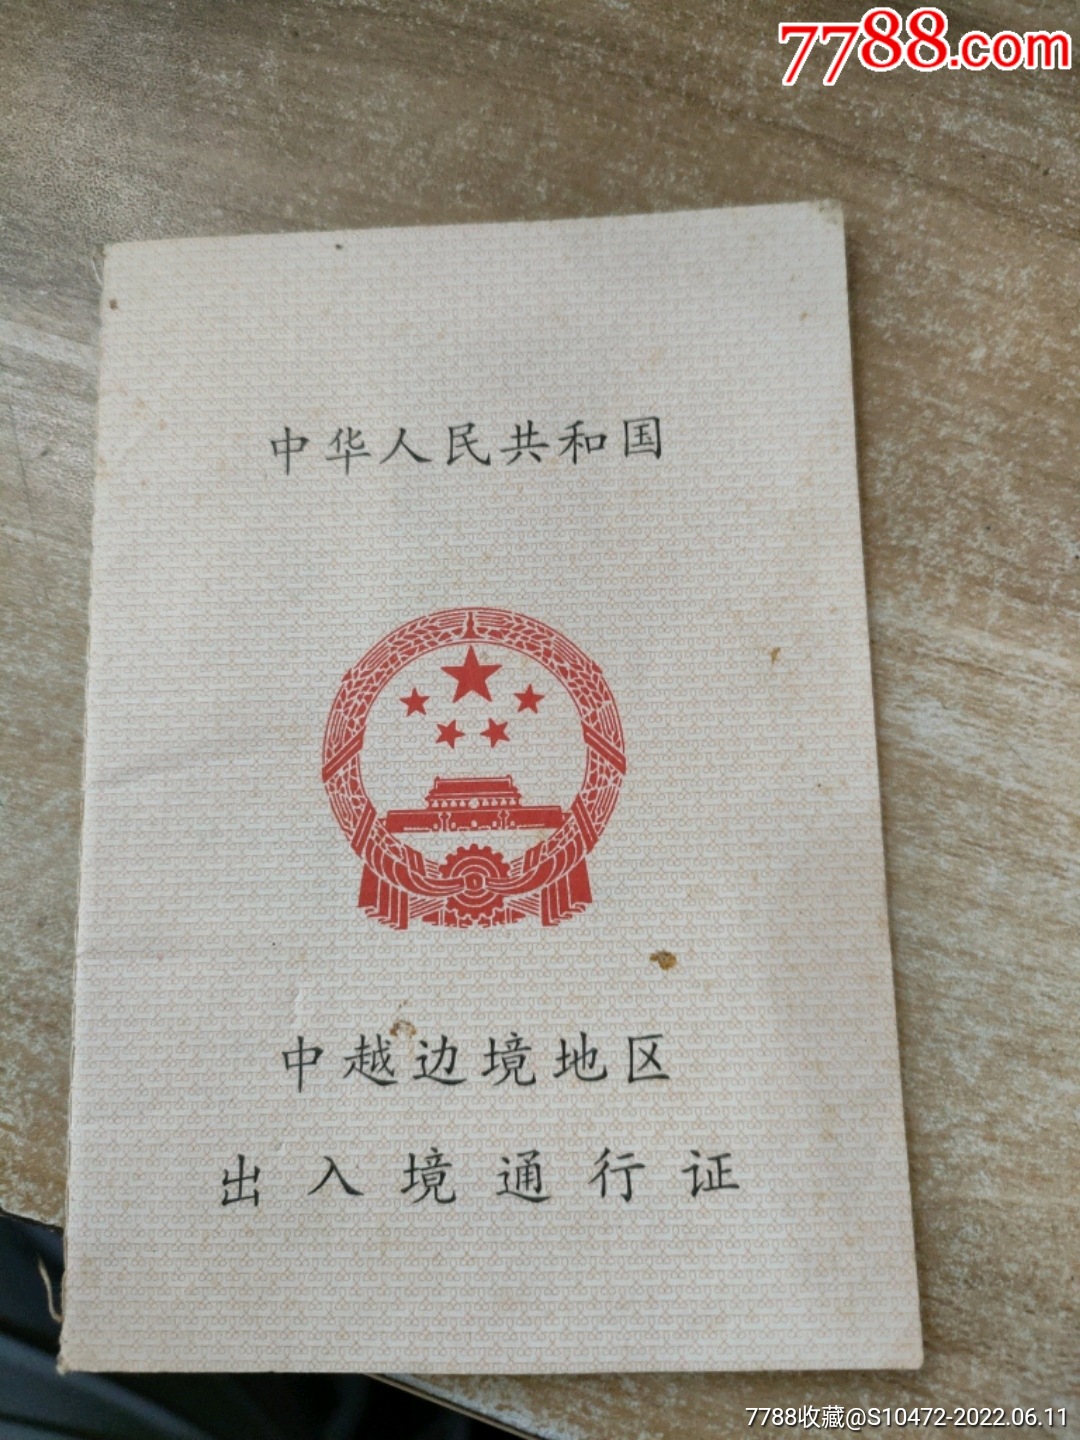 7788.com
中华人民共和国
中越边境地区
出入境通行证
7788收藏@S10472-2022.06.11